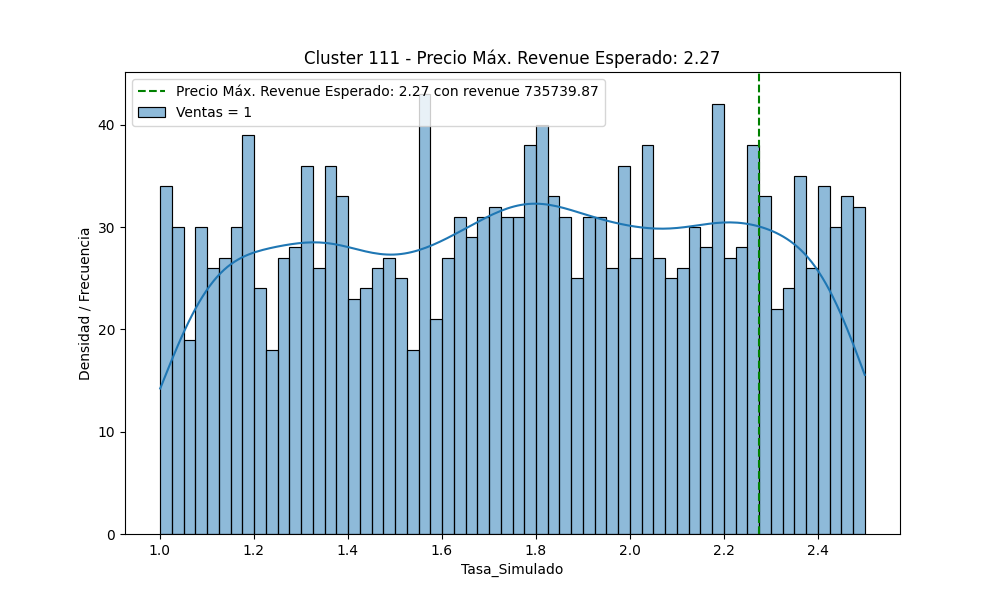 Cluster 111 - Precio Máx. Revenue Esperado: 2.27
Precio Máx. Revenue Esperado: 2.27 con revenue 735739.87
Ventas = 1
Densidad / Frecuencia
40
30
20
10
0
1.0 1.2 1.4 1.6 1.8 2.0 2.2 2.4
Tasa_Simulado